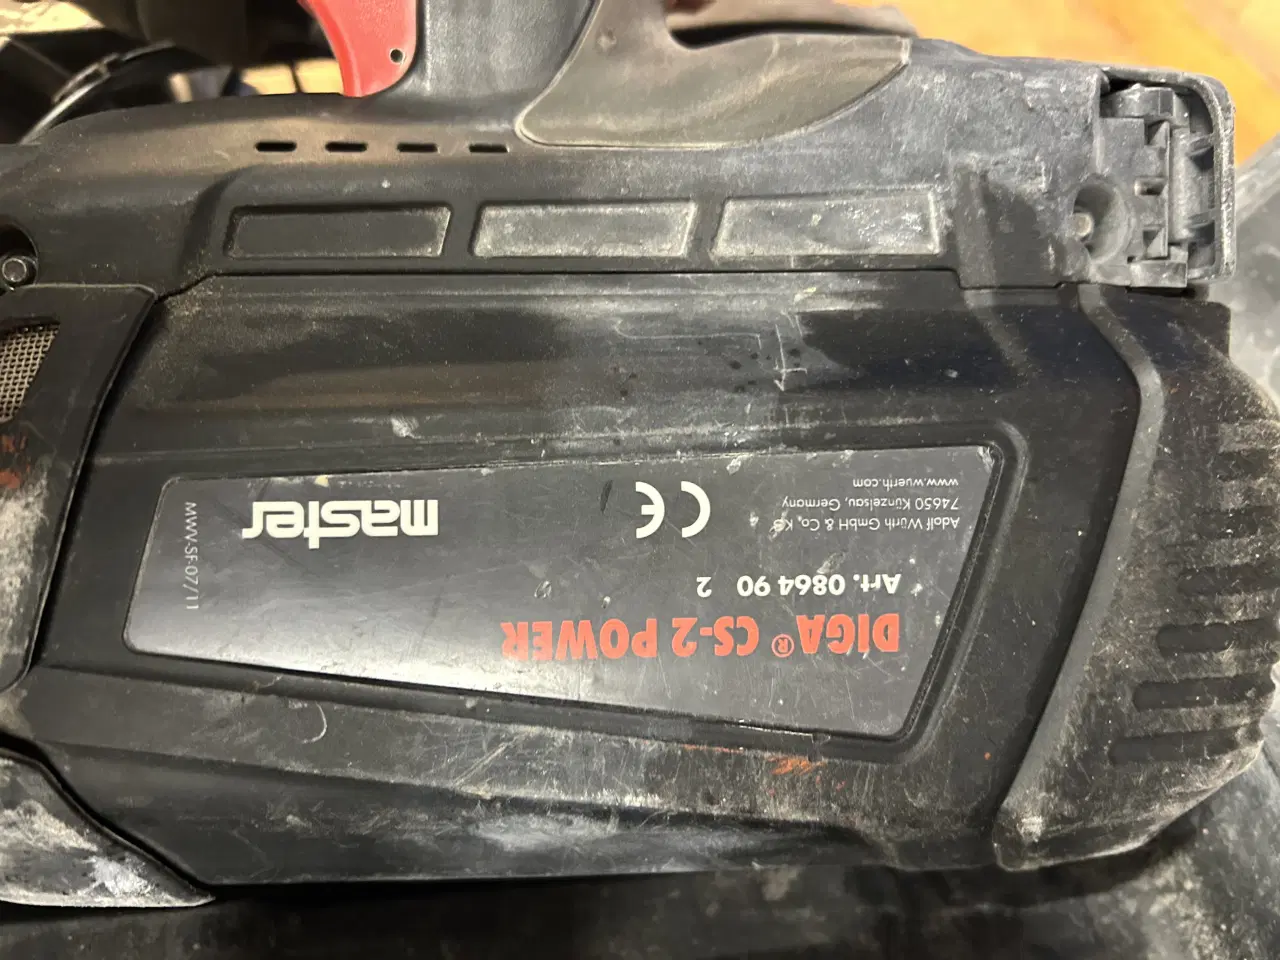 DIGA® CS-2 POWER
Art. 0864 90 2
Adolf Würth GmbH & Co. KG
74650 Künzelsau, Germany
www.wuerth.com
CE
master
MWV-SF-07/11